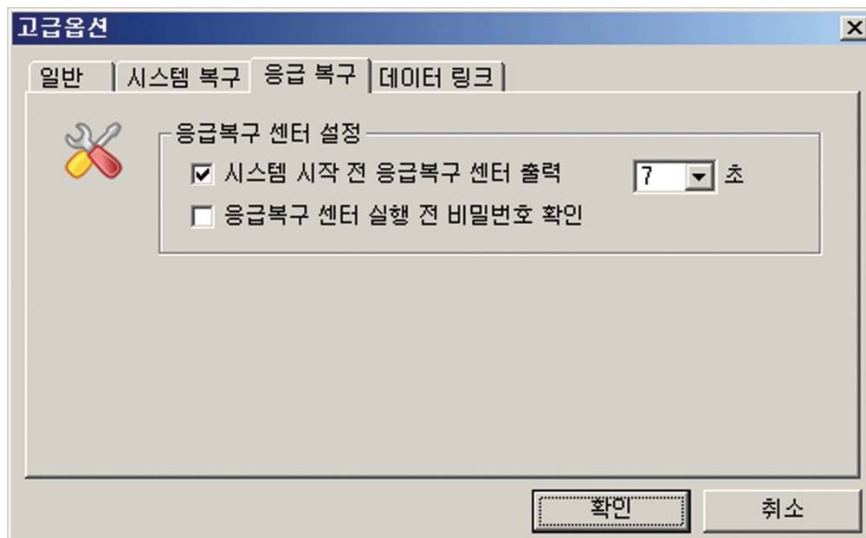 고급옵션
일반 시스템 복구 응급 복구 데이터 링크
응급복구 센터 설정
시스템 시작 전 응급복구 센터 출력 7 초
응급복구 센터 실행 전 비밀번호 확인
확인 취소